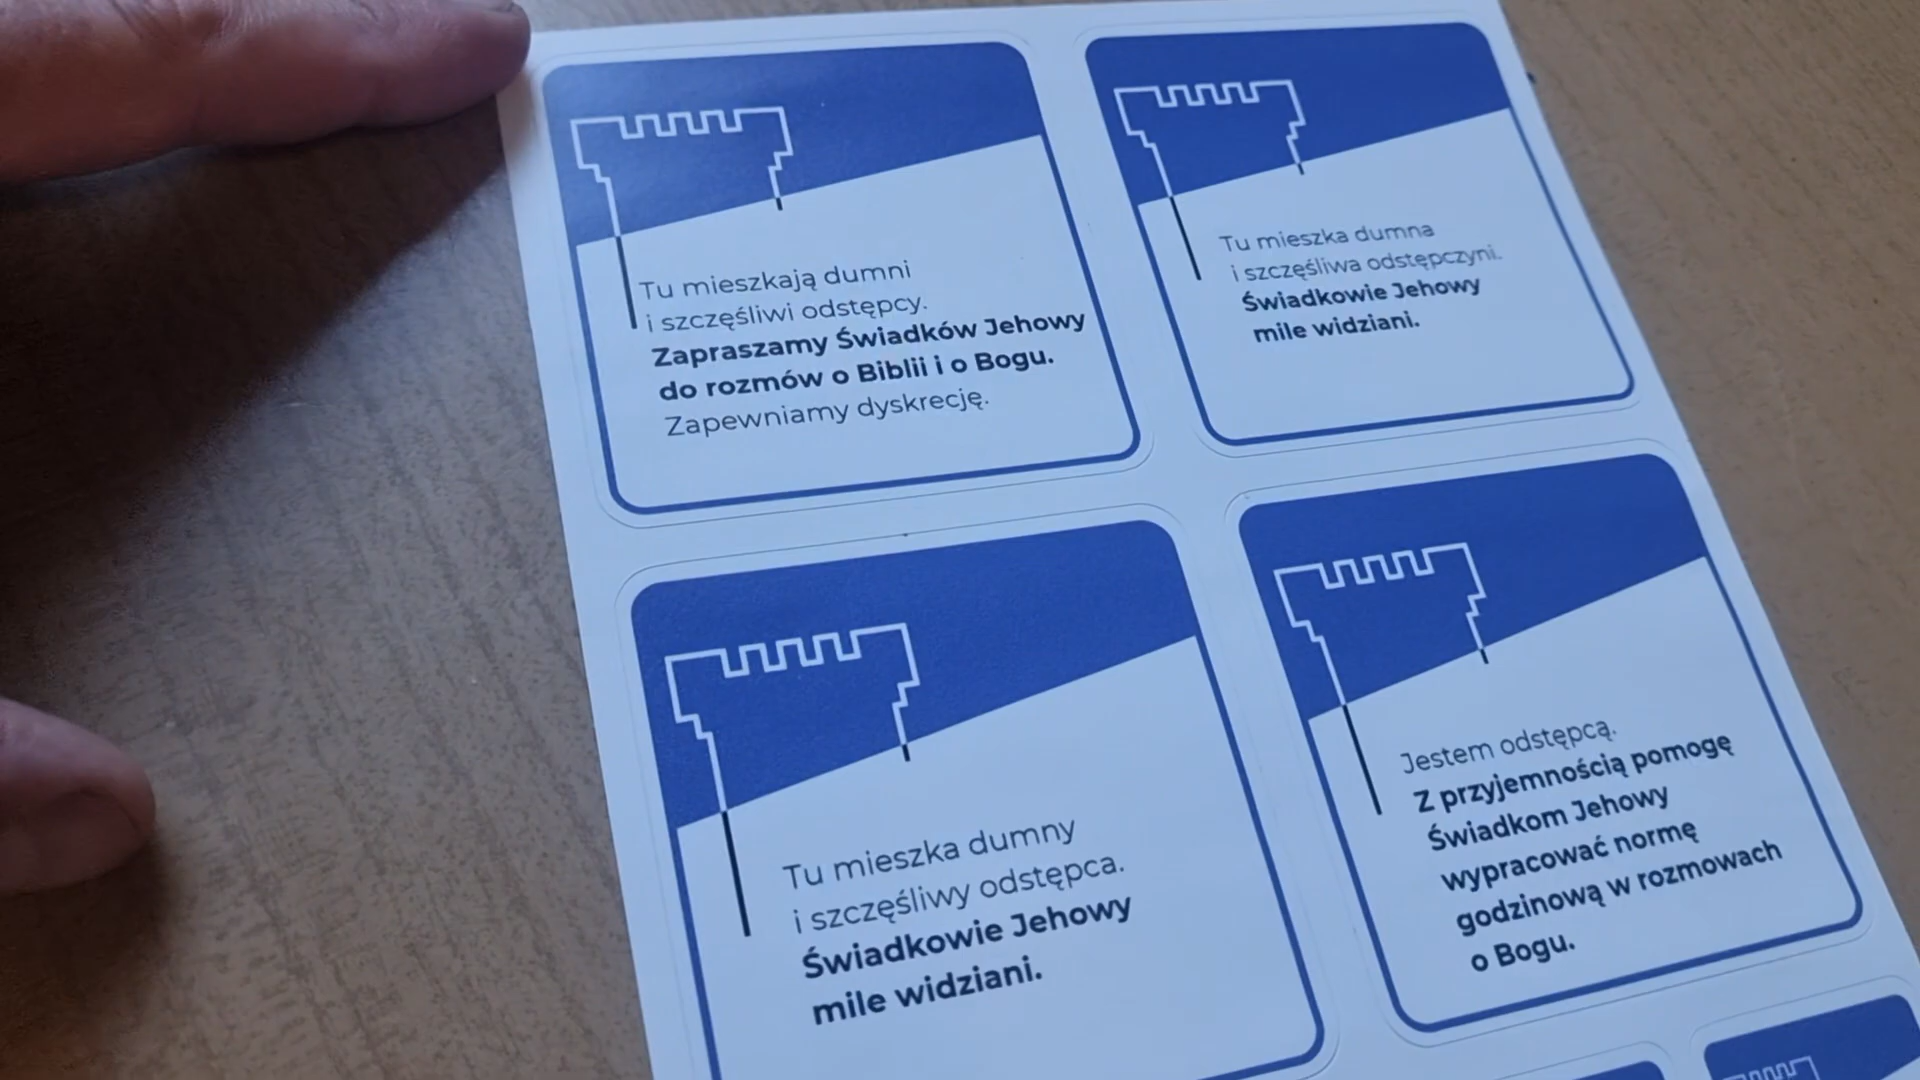 Tu mieszkają dumni
i szczęśliwi odstępcy.
Zapraszamy Świadków Jehowy
do rozmów o Biblii i o Bogu.
Zapewniamy dyskrecję.
Tu mieszka dumna
i szczęśliwa odstępczyni.
Świadkowie Jehowy
mile widziani.
Tu mieszka dumny
i szczęśliwy odstępca.
Świadkowie Jehowy
mile widziani.
Jestem odstępcą.
Z przyjemnością pomogę
Świadkom Jehowy
wypracować normę
godzinową w rozmowach
o Bogu.